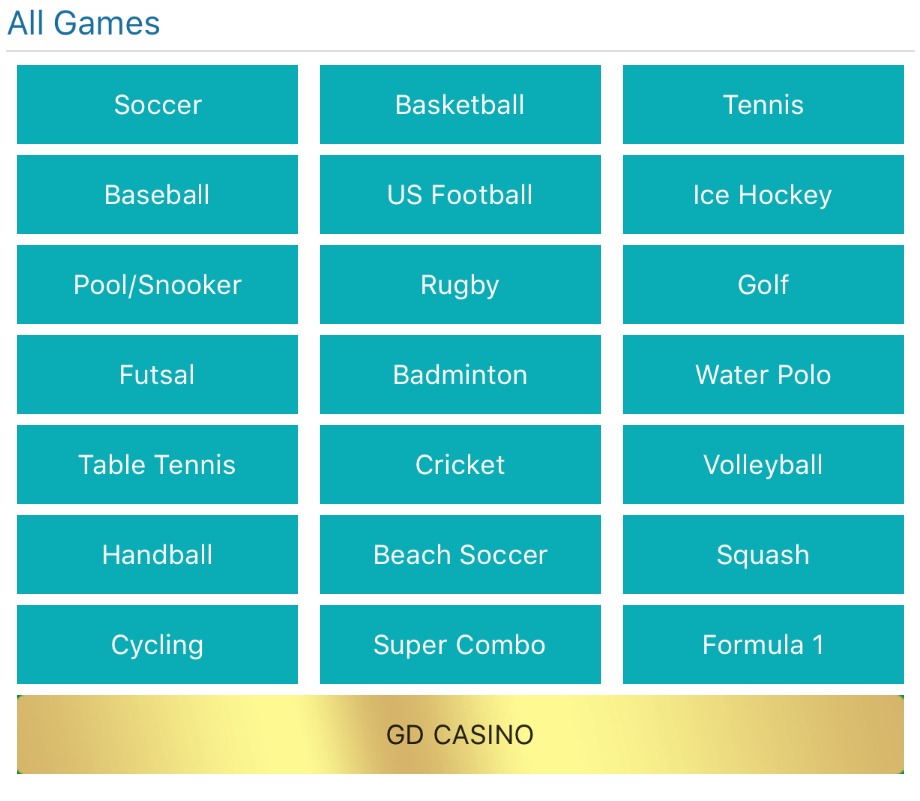 All Games
Soccer Basketball Tennis
Baseball US Football Ice Hockey
Pool/Snooker Rugby Golf
Futsal Badminton Water Polo
Table Tennis Cricket Volleyball
Handball Beach Soccer Squash
Cycling Super Combo Formula 1
GD CASINO